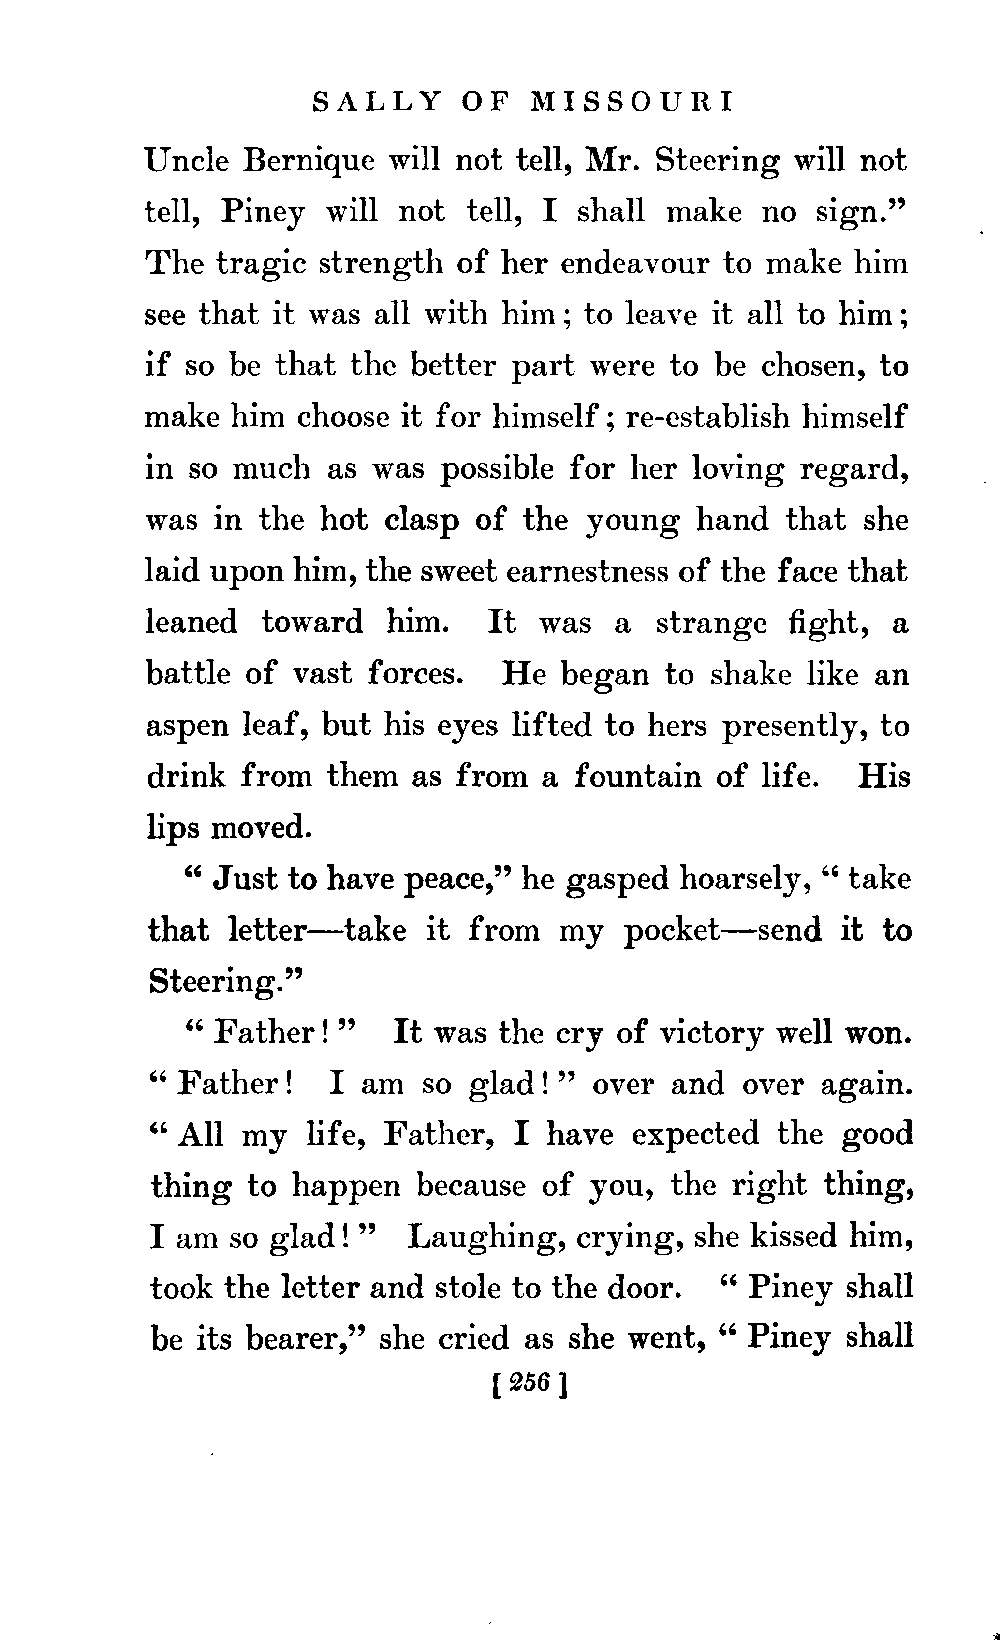 SALLY OF MISSOURI
Uncle Bernique will not tell, Mr. Steering will not
tell, Piney will not tell, I shall make no sign.”
The tragic strength of her endeavour to make him
see that it was all with him; to leave it all to him;
if so be that the better part were to be chosen, to
make him choose it for himself; re-establish himself
in so much as was possible for her loving regard,
was in the hot clasp of the young hand that she
laid upon him, the sweet earnestness of the face that
leaned toward him. It was a strange fight, a
battle of vast forces. He began to shake like an
aspen leaf, but his eyes lifted to hers presently, to
drink from them as from a fountain of life. His
lips moved.
“ Just to have peace,” he gasped hoarsely, “ take
that letter—take it from my pocket—send it to
Steering.”
“ Father! ” It was the cry of victory well won.
“ Father! I am so glad! ” over and over again.
“ All my life, Father, I have expected the good
thing to happen because of you, the right thing,
I am so glad! ” Laughing, crying, she kissed him,
took the letter and stole to the door. “ Piney shall
be its bearer,” she cried as she went, “ Piney shall
[ 256 ]